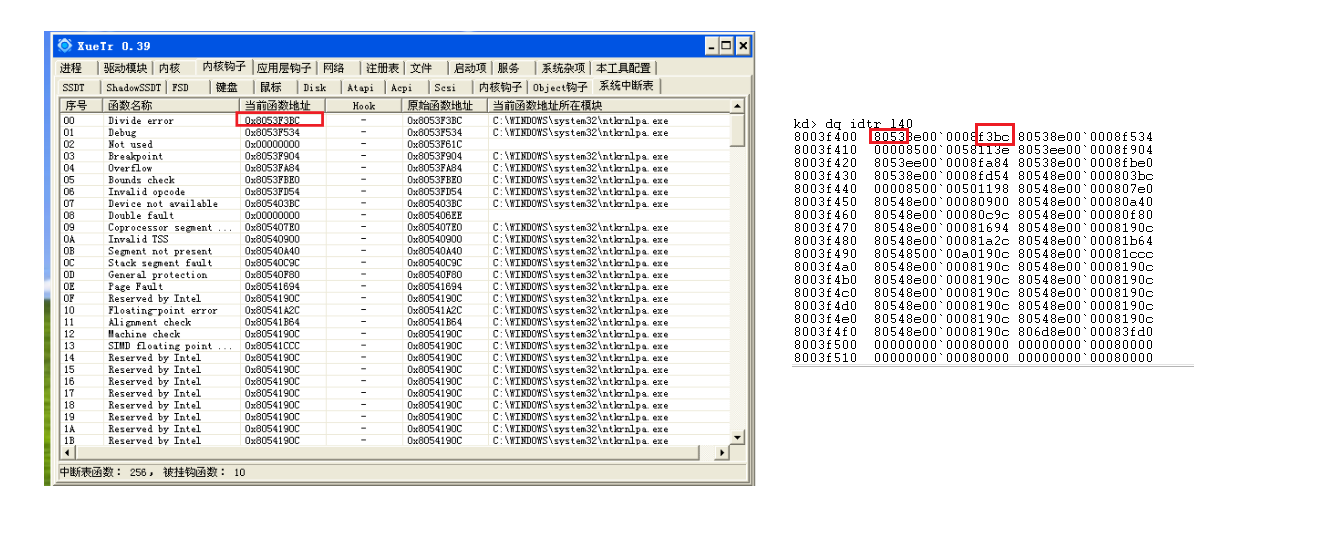 XueTr 0.39
进程 驱动模块 内核 内核钩子 应用层钩子 网络 注册表 文件 启动项 服务 系统杂项 本工具配置
SSDT ShadowSSDT FSD 键盘 鼠标 Disk Atapi Acpi Scsi 内核钩子 Object钩子 系统中断表
序号 函数名称 当前函数地址 Hook 原始函数地址 当前函数地址所在模块
00 Divide error 0x8053F3BC - 0x8053F3BC C:\WINDOWS\system32\ntkrnlpa.exe
01 Debug 0x8053F534 - 0x8053F534 C:\WINDOWS\system32\ntkrnlpa.exe
02 Not used 0x00000000 - 0x8053F61C
03 Breakpoint 0x8053F904 - 0x8053F904 C:\WINDOWS\system32\ntkrnlpa.exe
04 Overflow 0x8053FA84 - 0x8053FA84 C:\WINDOWS\system32\ntkrnlpa.exe
05 Bounds check 0x8053FBE0 - 0x8053FBE0 C:\WINDOWS\system32\ntkrnlpa.exe
06 Invalid opcode 0x8053FD54 - 0x8053FD54 C:\WINDOWS\system32\ntkrnlpa.exe
07 Device not available 0x805403BC - 0x805403BC C:\WINDOWS\system32\ntkrnlpa.exe
08 Double fault 0x00000000 - 0x805406EE
09 Coprocessor segment ... 0x805407E0 - 0x805407E0 C:\WINDOWS\system32\ntkrnlpa.exe
0A Invalid TSS 0x80540900 - 0x80540900 C:\WINDOWS\system32\ntkrnlpa.exe
0B Segment not present 0x80540A40 - 0x80540A40 C:\WINDOWS\system32\ntkrnlpa.exe
0C Stack segment fault 0x80540C9C - 0x80540C9C C:\WINDOWS\system32\ntkrnlpa.exe
0D General protection 0x80540F80 - 0x80540F80 C:\WINDOWS\system32\ntkrnlpa.exe
0E Page Fault 0x80541694 - 0x80541694 C:\WINDOWS\system32\ntkrnlpa.exe
0F Reserved by Intel 0x8054190C - 0x8054190C C:\WINDOWS\system32\ntkrnlpa.exe
10 Floating-point error 0x80541A2C - 0x80541A2C C:\WINDOWS\system32\ntkrnlpa.exe
11 Alignment check 0x80541B64 - 0x80541B64 C:\WINDOWS\system32\ntkrnlpa.exe
12 Machine check 0x8054190C - 0x8054190C C:\WINDOWS\system32\ntkrnlpa.exe
13 SIMD floating point ... 0x80541CCC - 0x80541CCC C:\WINDOWS\system32\ntkrnlpa.exe
14 Reserved by Intel 0x8054190C - 0x8054190C C:\WINDOWS\system32\ntkrnlpa.exe
15 Reserved by Intel 0x8054190C - 0x8054190C C:\WINDOWS\system32\ntkrnlpa.exe
16 Reserved by Intel 0x8054190C - 0x8054190C C:\WINDOWS\system32\ntkrnlpa.exe
17 Reserved by Intel 0x8054190C - 0x8054190C C:\WINDOWS\system32\ntkrnlpa.exe
18 Reserved by Intel 0x8054190C - 0x8054190C C:\WINDOWS\system32\ntkrnlpa.exe
19 Reserved by Intel 0x8054190C - 0x8054190C C:\WINDOWS\system32\ntkrnlpa.exe
1A Reserved by Intel 0x8054190C - 0x8054190C C:\WINDOWS\system32\ntkrnlpa.exe
1B Reserved by Intel 0x8054190C - 0x8054190C C:\WINDOWS\system32\ntkrnlpa.exe
中断表函数： 256， 被挂钩函数： 10
kd> dq idtr l40
8003f400 80538e00`0008f3bc 80538e00`0008f534
8003f410 00008500`0058113e 8053ee00`0008f904
8003f420 8053ee00`0008fa84 80538e00`0008fbe0
8003f430 80538e00`0008fd54 80548e00`000803bc
8003f440 00008500`00501198 80548e00`000807e0
8003f450 80548e00`00080900 80548e00`00080a40
8003f460 80548e00`00080c9c 80548e00`00080f80
8003f470 80548e00`00081694 80548e00`0008190c
8003f480 80548e00`00081a2c 80548e00`00081b64
8003f490 80548500`00a0190c 80548e00`00081ccc
8003f4a0 80548e00`0008190c 80548e00`0008190c
8003f4b0 80548e00`0008190c 80548e00`0008190c
8003f4c0 80548e00`0008190c 80548e00`0008190c
8003f4d0 80548e00`0008190c 80548e00`0008190c
8003f4e0 80548e00`0008190c 80548e00`0008190c
8003f4f0 80548e00`0008190c 806d8e00`00083fd0
8003f500 00000000`00080000 00000000`00080000
8003f510 00000000`00080000 00000000`00080000